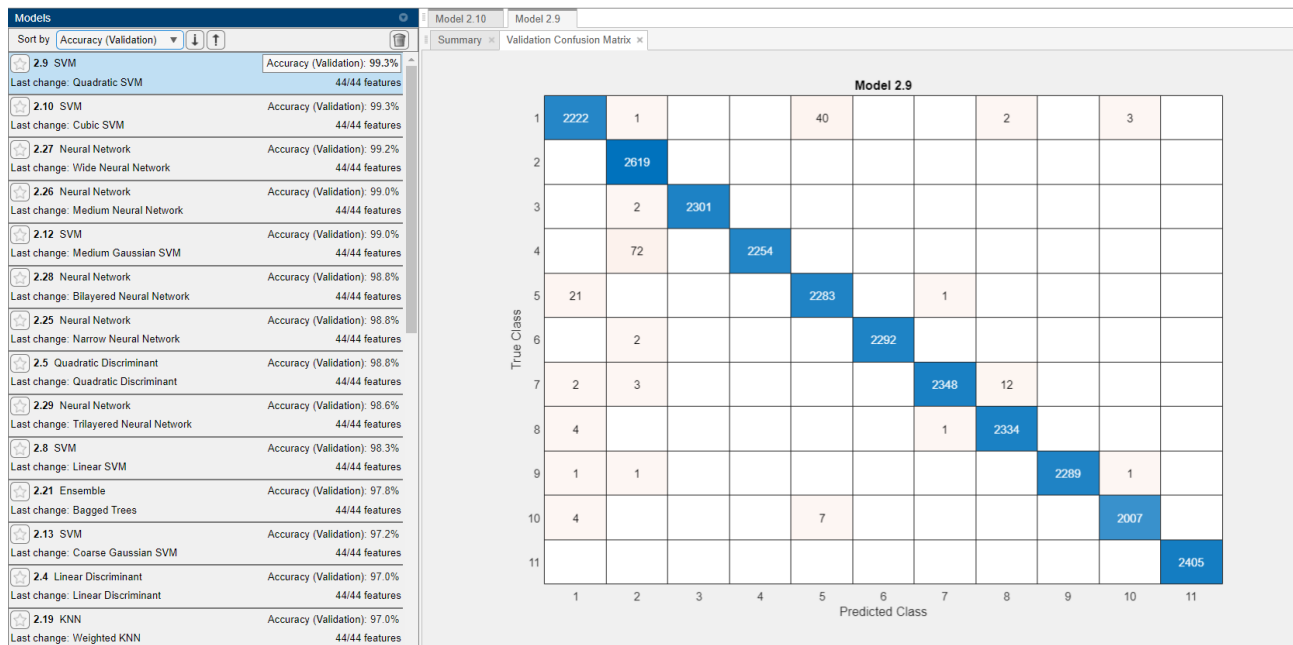 Models
Sort by Accuracy (Validation)
2.9 SVM Accuracy (Validation): 99.3%
Last change: Quadratic SVM 44/44 features
2.10 SVM Accuracy (Validation): 99.3%
Last change: Cubic SVM 44/44 features
2.27 Neural Network Accuracy (Validation): 99.2%
Last change: Wide Neural Network 44/44 features
2.26 Neural Network Accuracy (Validation): 99.0%
Last change: Medium Neural Network 44/44 features
2.12 SVM Accuracy (Validation): 99.0%
Last change: Medium Gaussian SVM 44/44 features
2.28 Neural Network Accuracy (Validation): 98.8%
Last change: Bilayered Neural Network 44/44 features
2.25 Neural Network Accuracy (Validation): 98.8%
Last change: Narrow Neural Network 44/44 features
2.5 Quadratic Discriminant Accuracy (Validation): 98.8%
Last change: Quadratic Discriminant 44/44 features
2.29 Neural Network Accuracy (Validation): 98.6%
Last change: Trilayered Neural Network 44/44 features
2.8 SVM Accuracy (Validation): 98.3%
Last change: Linear SVM 44/44 features
2.21 Ensemble Accuracy (Validation): 97.8%
Last change: Bagged Trees 44/44 features
2.13 SVM Accuracy (Validation): 97.2%
Last change: Coarse Gaussian SVM 44/44 features
2.4 Linear Discriminant Accuracy (Validation): 97.0%
Last change: Linear Discriminant 44/44 features
2.19 KNN Accuracy (Validation): 97.0%
Last change: Weighted KNN 44/44 features
Model 2.10 Model 2.9
Summary Validation Confusion Matrix
Model 2.9
True Class
1 2222 1 40 2 3
2 2619
3 2 2301
4 72 2254
5 21 2283 1
6 2 2292
7 2 3 2348 12
8 4 1 2334
9 1 1 2289 1
10 4 7 2007
11 2405
1 2 3 4 5 6 7 8 9 10 11
Predicted Class